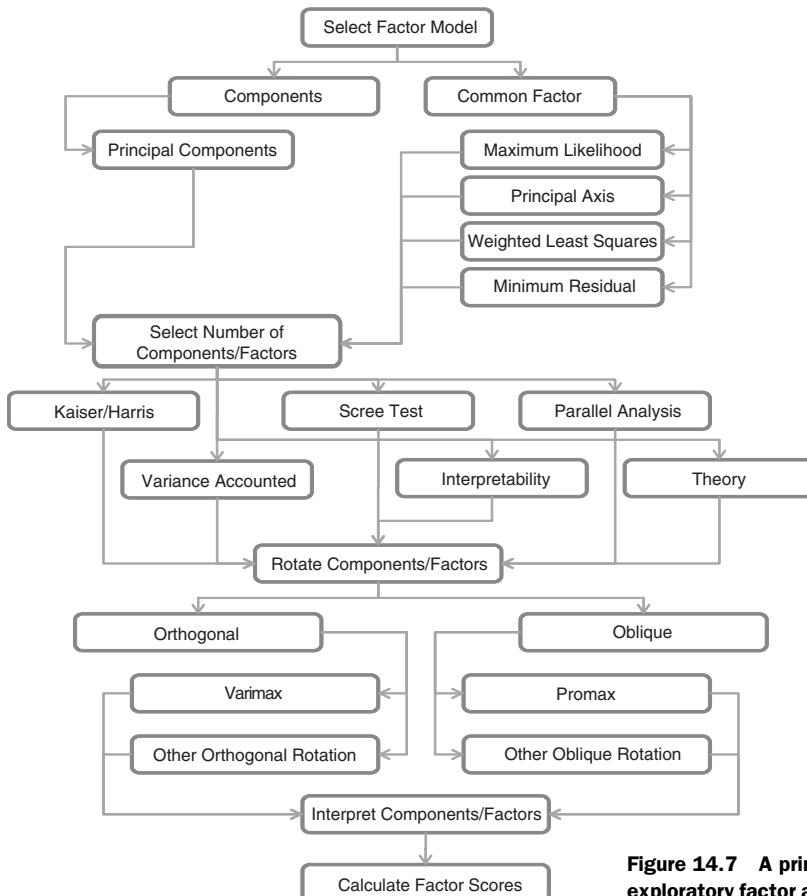 Select Factor Model
Components
Common Factor
Principal Components
Maximum Likelihood
Principal Axis
Weighted Least Squares
Minimum Residual
Select Number of
Components/Factors
Kaiser/Harris
Scree Test
Parallel Analysis
Variance Accounted
Interpretability
Theory
Rotate Components/Factors
Orthogonal
Oblique
Varimax
Promax
Other Orthogonal Rotation
Other Oblique Rotation
Interpret Components/Factors
Calculate Factor Scores
Figure 14.7 A prin
exploratory factor a